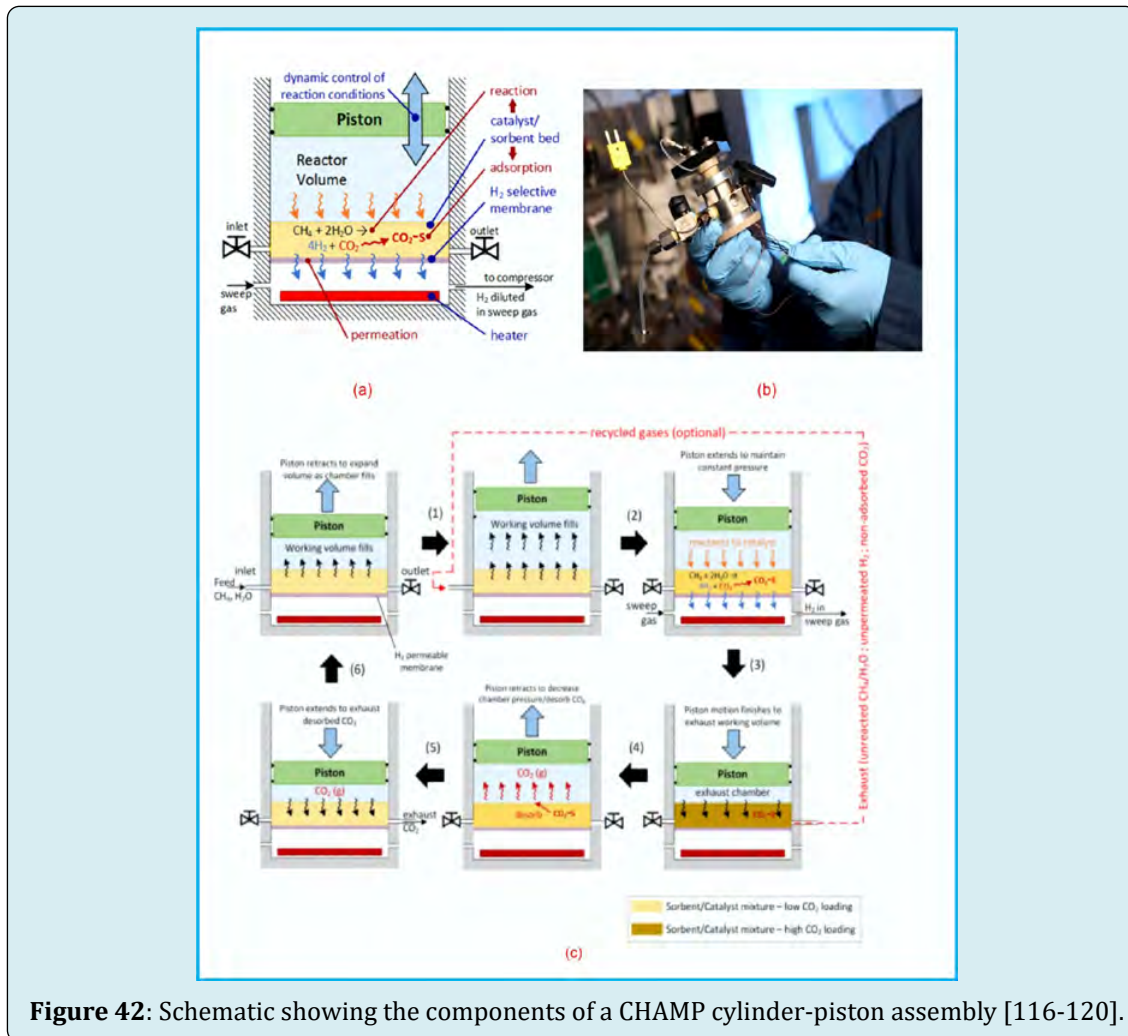 dynamic control of
reaction conditions
Piston
Reactor
Volume
reaction
catalyst/
sorbent bed
adsorption
H₂ selective
membrane
inlet
CH₄ + 2H₂O →
4H₂ + CO₂
CO₂-S
outlet
sweep
gas
to compressor
H₂ diluted
in sweep gas
permeation
heater
(a)
(b)
recycled gases (optional)
Piston retracts to expand
volume as chamber fills
Piston
Working volume fills
inlet
Feed
CH₄, H₂O
outlet
H₂ permeable
membrane
(1)
Piston
Working volume fills
(2)
Piston extends to maintain
constant pressure
Piston
reactants to catalyst
CH₄ + 2H₂O →
4H₂ + CO₂
CO₂-S
sweep
gas
H₂ in
sweep gas
Exhaust (unreacted CH₄/H₂O ; unpermeated H₂ ; non-adsorbed CO₂)
(3)
Piston motion finishes to
exhaust working volume
Piston
exhaust chamber
CO₂-S
(4)
Piston retracts to decrease
chamber pressure/desorb CO₂
Piston
CO₂ (g)
desorb
CO₂-S
(5)
Piston extends to exhaust
desorbed CO₂
Piston
CO₂ (g)
exhaust
CO₂
(6)
Sorbent/Catalyst mixture – low CO₂ loading
Sorbent/Catalyst mixture – high CO₂ loading
(c)
Figure 42: Schematic showing the components of a CHAMP cylinder-piston assembly [116-120].